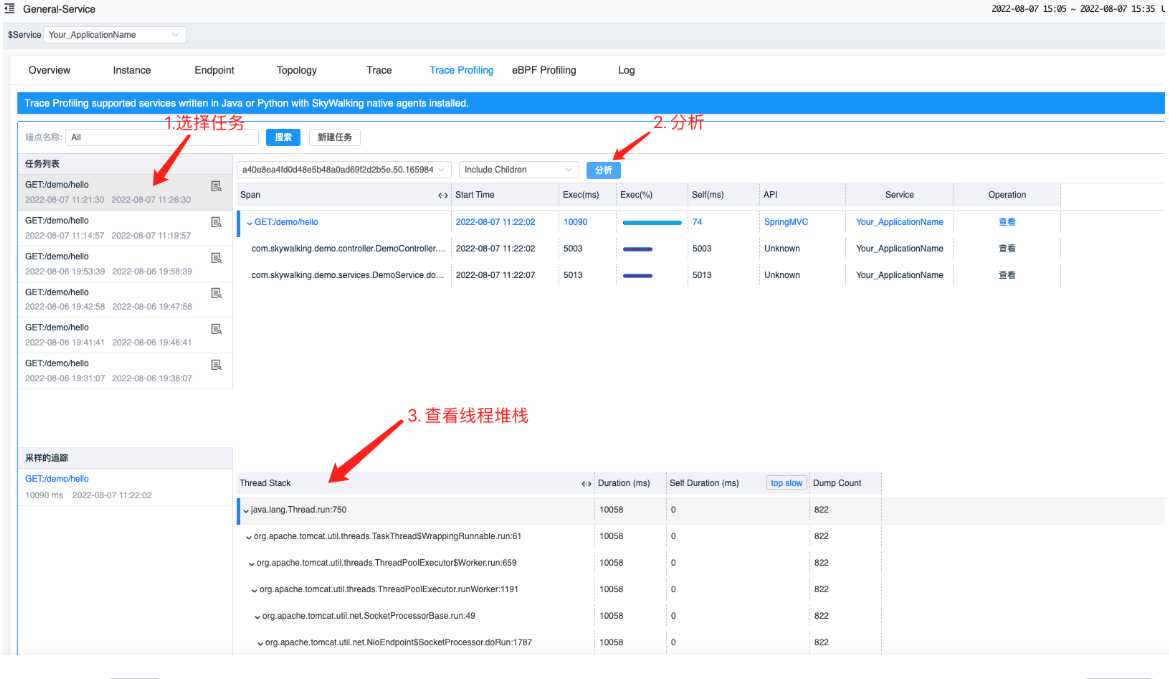 General-Service 2022-08-07 15:05 ~ 2022-08-07 15:35
$Service Your_ApplicationName
Overview Instance Endpoint Topology Trace Trace Profiling eBPF Profiling Log
Trace Profiling supported services written in Java or Python with SkyWalking native agents installed.
1.选择任务 2. 分析
端点名称: All 搜索 新建任务
任务列表
a40e8ea4fd0d48e5b48a0ad69f2d2b5e.50.165984 Include Children 分析
GET:/demo/hello
2022-08-07 11:21:30 2022-08-07 11:26:30
GET:/demo/hello
2022-08-07 11:14:57 2022-08-07 11:19:57
GET:/demo/hello
2022-08-06 19:53:39 2022-08-06 19:58:39
GET:/demo/hello
2022-08-06 19:42:58 2022-08-06 19:47:58
GET:/demo/hello
2022-08-06 19:41:41 2022-08-06 19:46:41
GET:/demo/hello
2022-08-06 19:31:07 2022-08-06 19:36:07
Span Start Time Exec(ms) Exec(%) Self(ms) API Service Operation
GET:/demo/hello 2022-08-07 11:22:02 10090 74 SpringMVC Your_ApplicationName 查看
com.skywalking.demo.controller.DemoController.... 2022-08-07 11:22:02 5003 5003 Unknown Your_ApplicationName 查看
com.skywalking.demo.services.DemoService.do... 2022-08-07 11:22:07 5013 5013 Unknown Your_ApplicationName 查看
3. 查看线程堆栈
采样的追踪
GET:/demo/hello
10090 ms 2022-08-07 11:22:02
Thread Stack Duration (ms) Self Duration (ms) top slow Dump Count
java.lang.Thread.run:750 10058 0 822
org.apache.tomcat.util.threads.TaskThread$WrappingRunnable.run:61 10058 0 822
org.apache.tomcat.util.threads.ThreadPoolExecutor$Worker.run:659 10058 0 822
org.apache.tomcat.util.threads.ThreadPoolExecutor.runWorker:1191 10058 0 822
org.apache.tomcat.util.net.SocketProcessorBase.run:49 10058 0 822
org.apache.tomcat.util.net.NioEndpoint$SocketProcessor.doRun:1787 10058 0 822